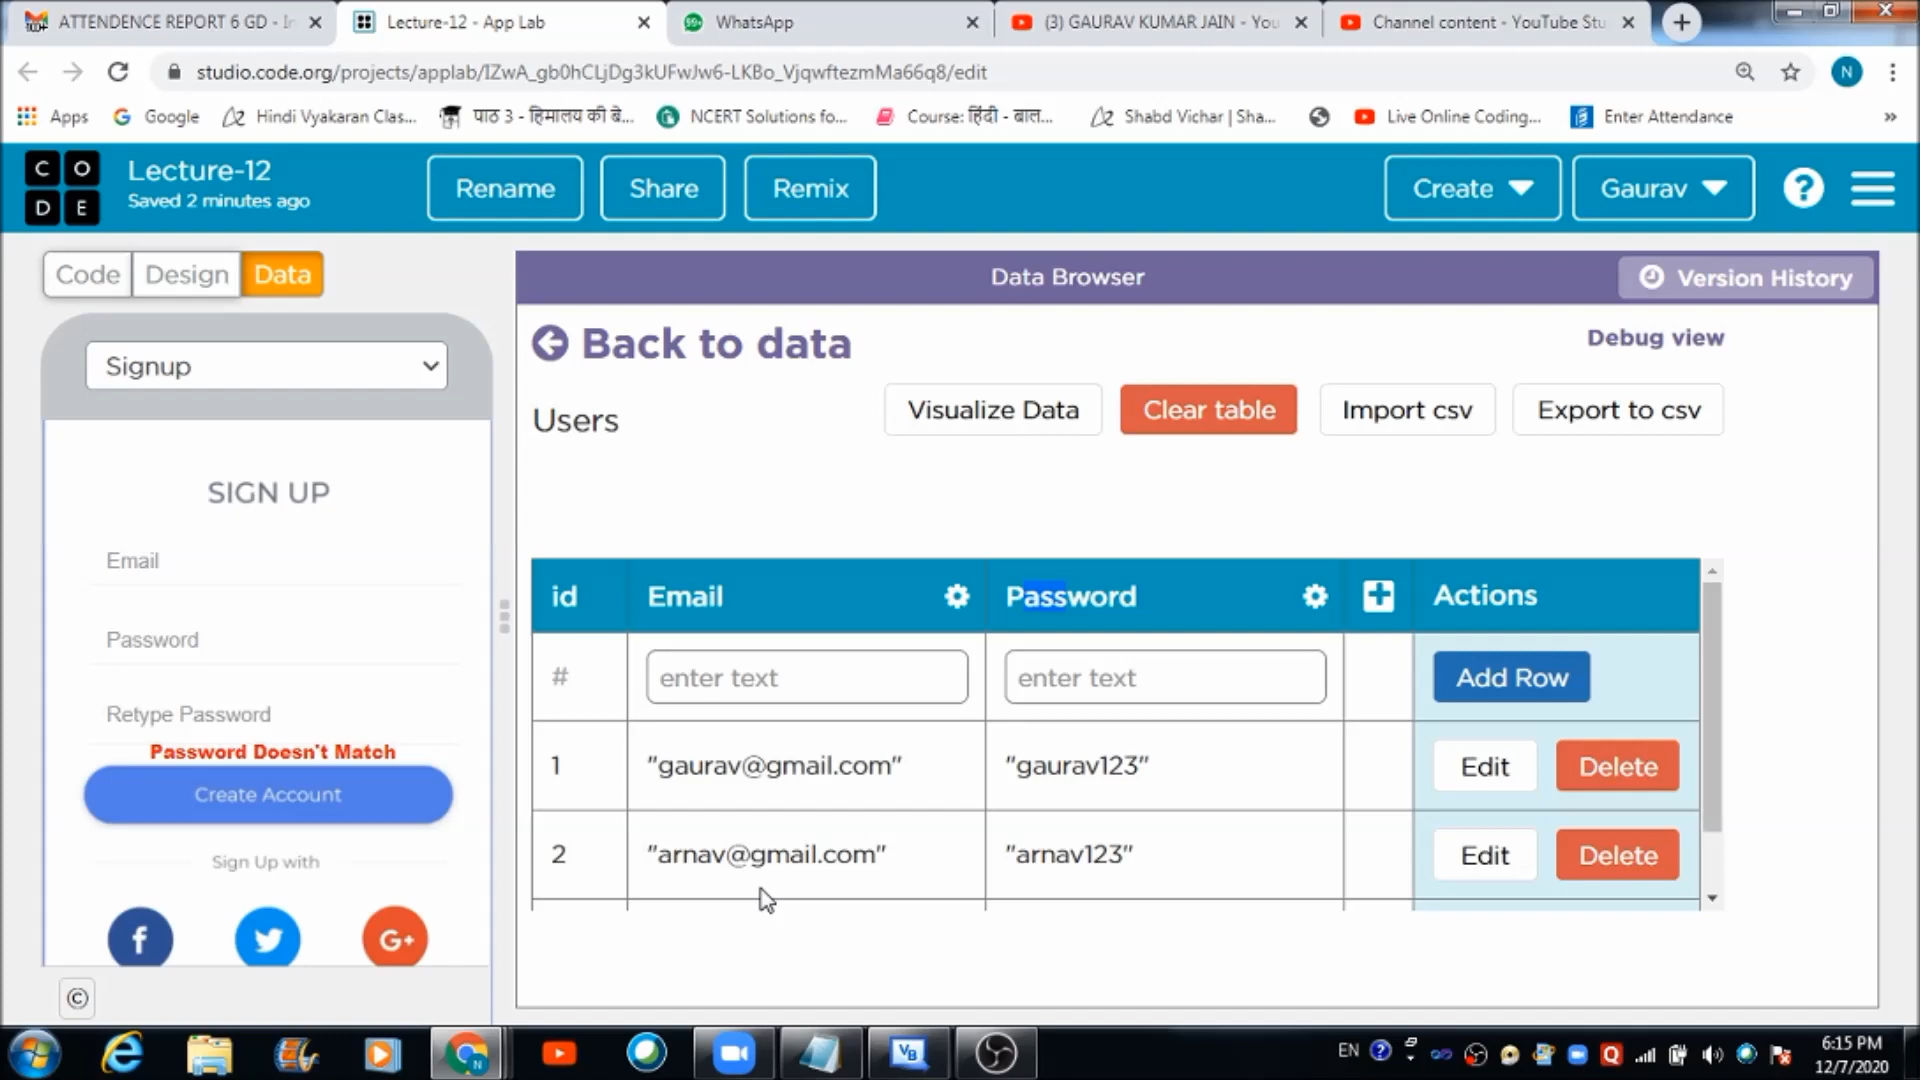 ATTENDENCE REPORT 6 GD - In
Lecture-12 - App Lab
WhatsApp
(3) GAURAV KUMAR JAIN - You
Channel content - YouTube Stu
studio.code.org/projects/applab/IZwA_gb0hCLjDg3kUFwJw6-LKBo_VjqwftezmMa66q8/edit
N
Apps
Google
Hindi Vyakaran Clas...
पाठ 3 - हिमालय की बे...
NCERT Solutions fo...
Course: हिंदी - बाल...
Shabd Vichar | Sha...
Live Online Coding...
Enter Attendance
»
C O D E
Lecture-12
Saved 2 minutes ago
Rename
Share
Remix
Create
Gaurav
?
Code
Design
Data
Data Browser
Version History
Signup
SIGN UP
Email
Password
Retype Password
Password Doesn't Match
Create Account
Sign Up with
f
G+
©
Back to data
Debug view
Users
Visualize Data
Clear table
Import csv
Export to csv
id Email Password Actions
# enter text enter text Add Row
1 "gaurav@gmail.com" "gaurav123" Edit Delete
2 "arnav@gmail.com" "arnav123" Edit Delete
EN
6:15 PM
12/7/2020